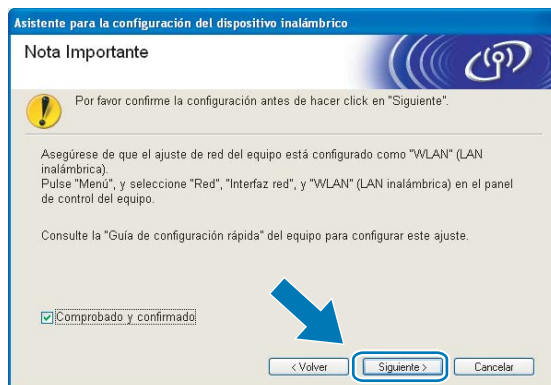 Asistente para la configuración del dispositivo inalámbrico
Nota Importante
Por favor confirme la configuración antes de hacer click en "Siguiente".
Asegúrese de que el ajuste de red del equipo está configurado como "WLAN" (LAN
inalámbrica).
Pulse "Menú", y seleccione "Red", "Interfaz red", y "WLAN" (LAN inalámbrica) en el panel
de control del equipo.
Consulte la "Guía de configuración rápida" del equipo para configurar este ajuste.
Comprobado y confirmado
< Volver
Siguiente >
Cancelar